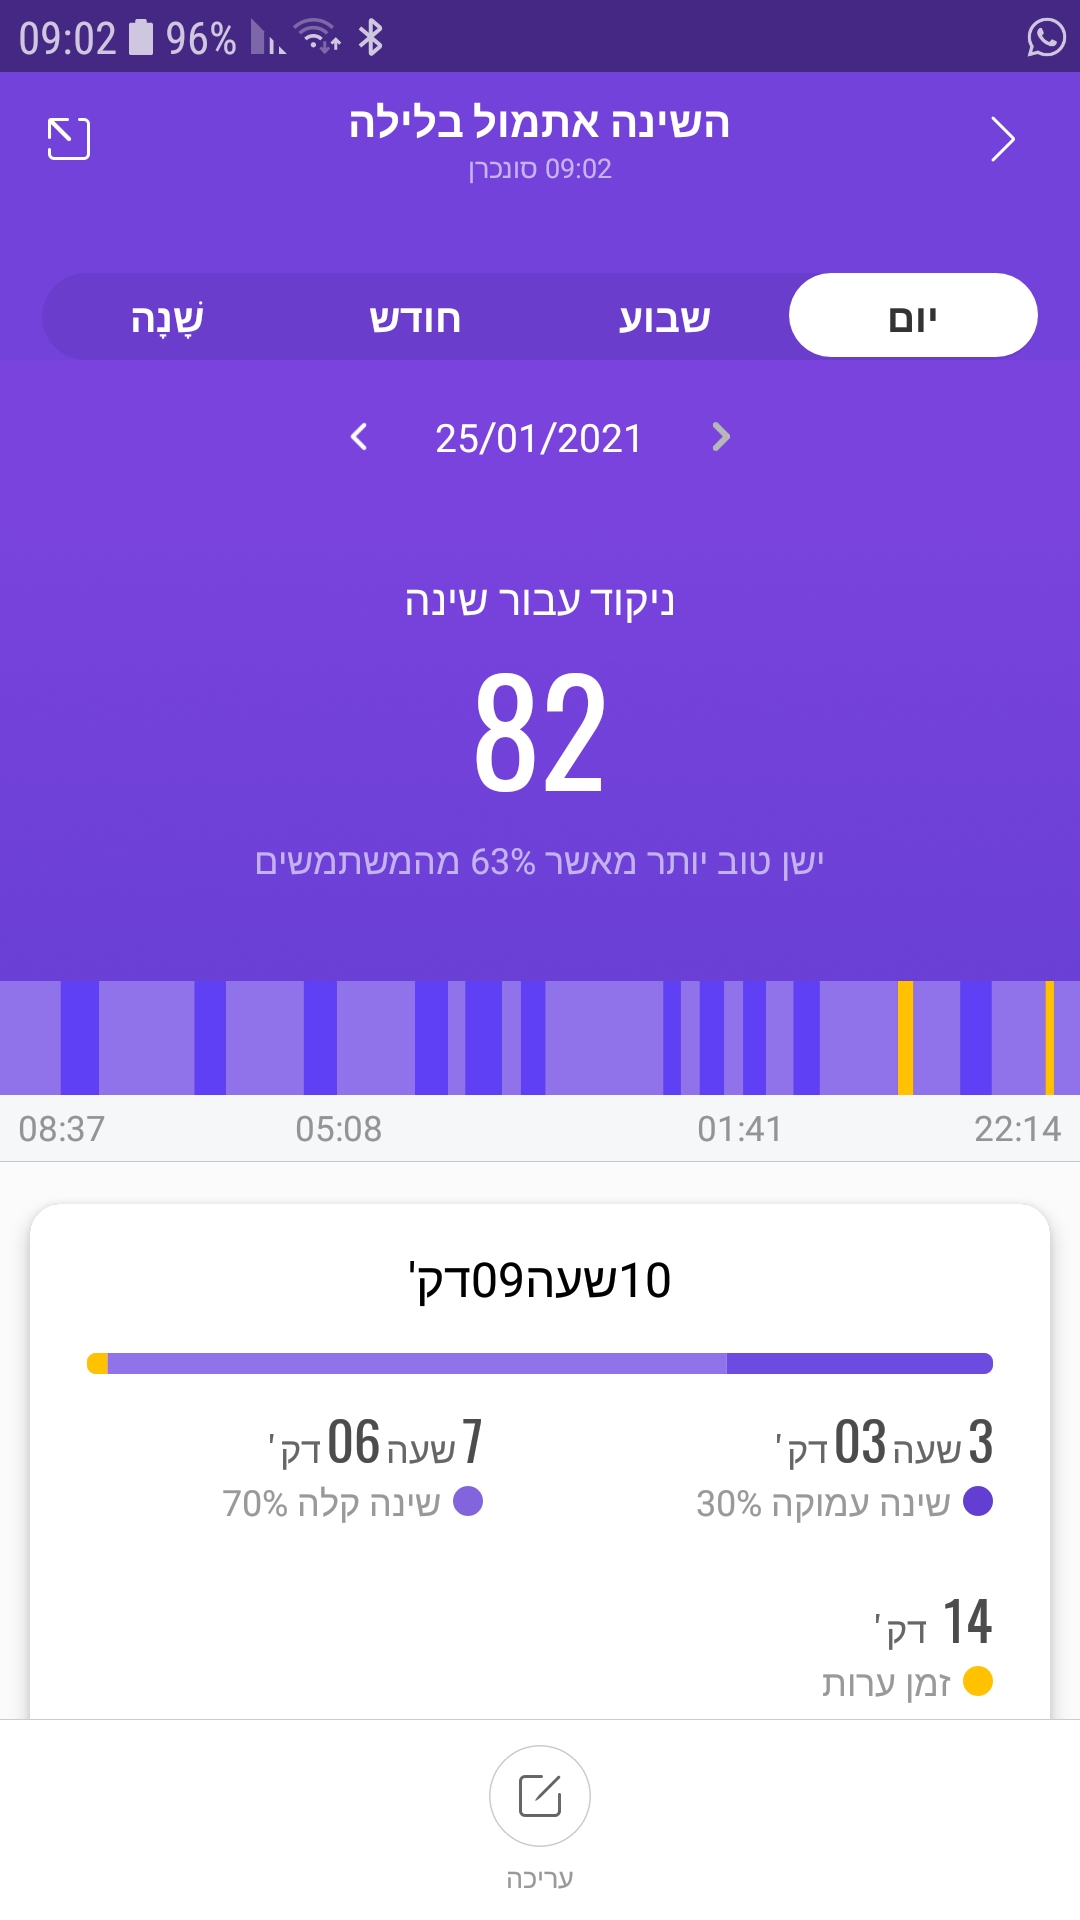 09:02 96%
השינה אתמול בלילה
סונכרן 09:02
יום שבוע חודש שָׁנָה
25/01/2021
ניקוד עבור שינה
82
ישן טוב יותר מאשר 63% מהמשתמשים
22:14 01:41 05:08 08:37
10שעה09דק'
3 שעה 03 דק' 7 שעה 06 דק'
שינה עמוקה 30% שינה קלה 70%
14 דק'
זמן ערות
עריכה